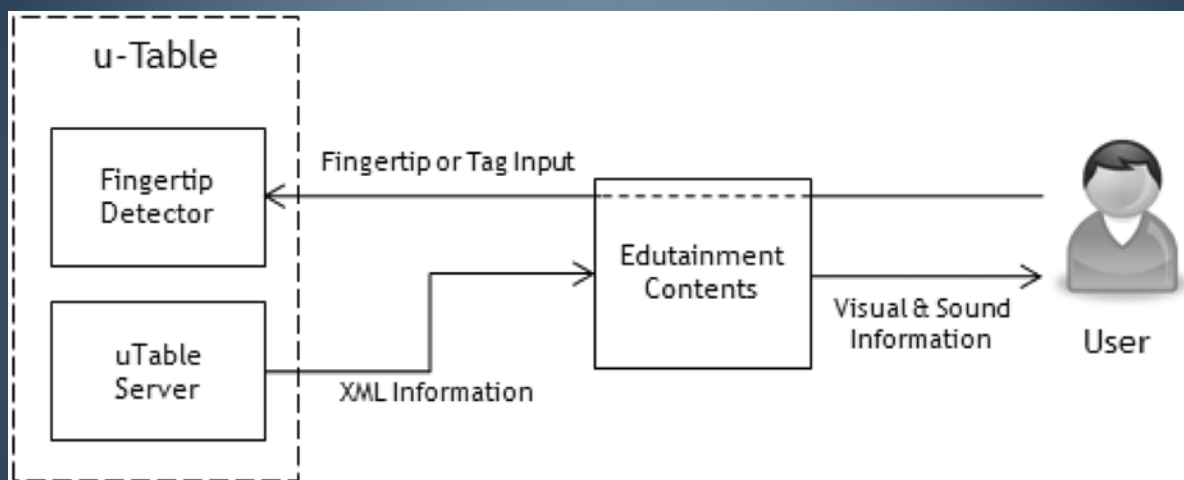 u-Table
Fingertip
Detector
Fingertip or Tag Input
Edutainment
Contents
uTable
Server
XML Information
Visual & Sound
Information
User